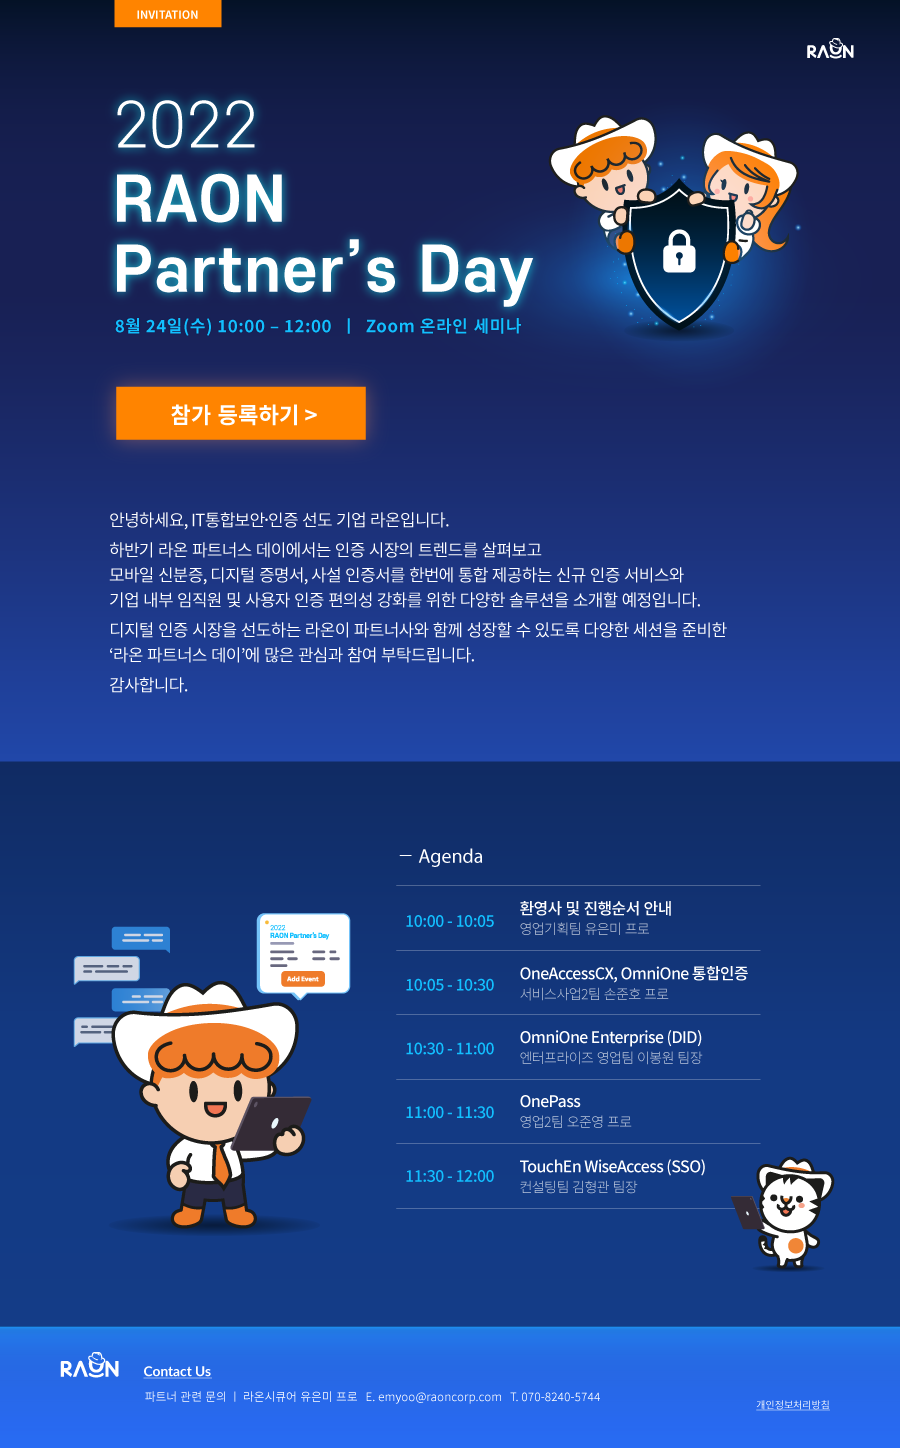 INVITATION
RAON
2022
RAON
Partner’s Day
8월 24일(수) 10:00 – 12:00 | Zoom 온라인 세미나
참가 등록하기 >
안녕하세요, IT통합보안·인증 선도 기업 라온입니다.
하반기 라온 파트너스 데이에서는 인증 시장의 트렌드를 살펴보고
모바일 신분증, 디지털 증명서, 사설 인증서를 한번에 통합 제공하는 신규 인증 서비스와
기업 내부 임직원 및 사용자 인증 편의성 강화를 위한 다양한 솔루션을 소개할 예정입니다.
디지털 인증 시장을 선도하는 라온이 파트너사와 함께 성장할 수 있도록 다양한 세션을 준비한
‘라온 파트너스 데이’에 많은 관심과 참여 부탁드립니다.
감사합니다.
– Agenda
10:00 - 10:05
환영사 및 진행순서 안내
영업기획팀 유은미 프로
10:05 - 10:30
OneAccessCX, OmniOne 통합인증
서비스사업2팀 손준호 프로
10:30 - 11:00
OmniOne Enterprise (DID)
엔터프라이즈 영업팀 이봉원 팀장
11:00 - 11:30
OnePass
영업2팀 오준영 프로
11:30 - 12:00
TouchEn WiseAccess (SSO)
컨설팅팀 김형관 팀장
2022
RAON Partner's Day
Add Event
RAON
Contact Us
파트너 관련 문의 | 라온시큐어 유은미 프로 E. emyoo@raoncorp.com T. 070-8240-5744
개인정보처리방침